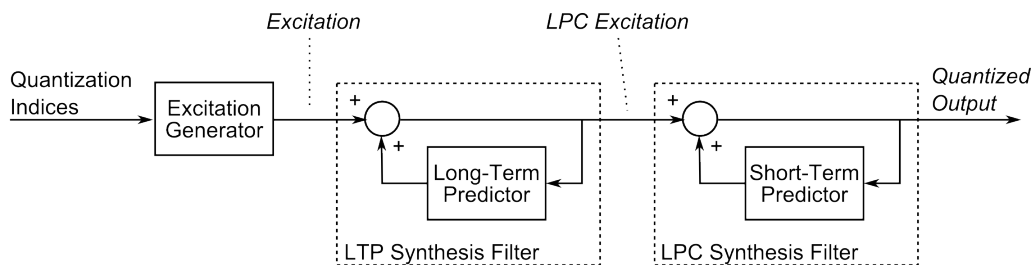 Excitation
LPC Excitation
Quantization
Indices
Excitation
Generator
+
+
Long-Term
Predictor
LTP Synthesis Filter
+
+
Short-Term
Predictor
LPC Synthesis Filter
Quantized
Output